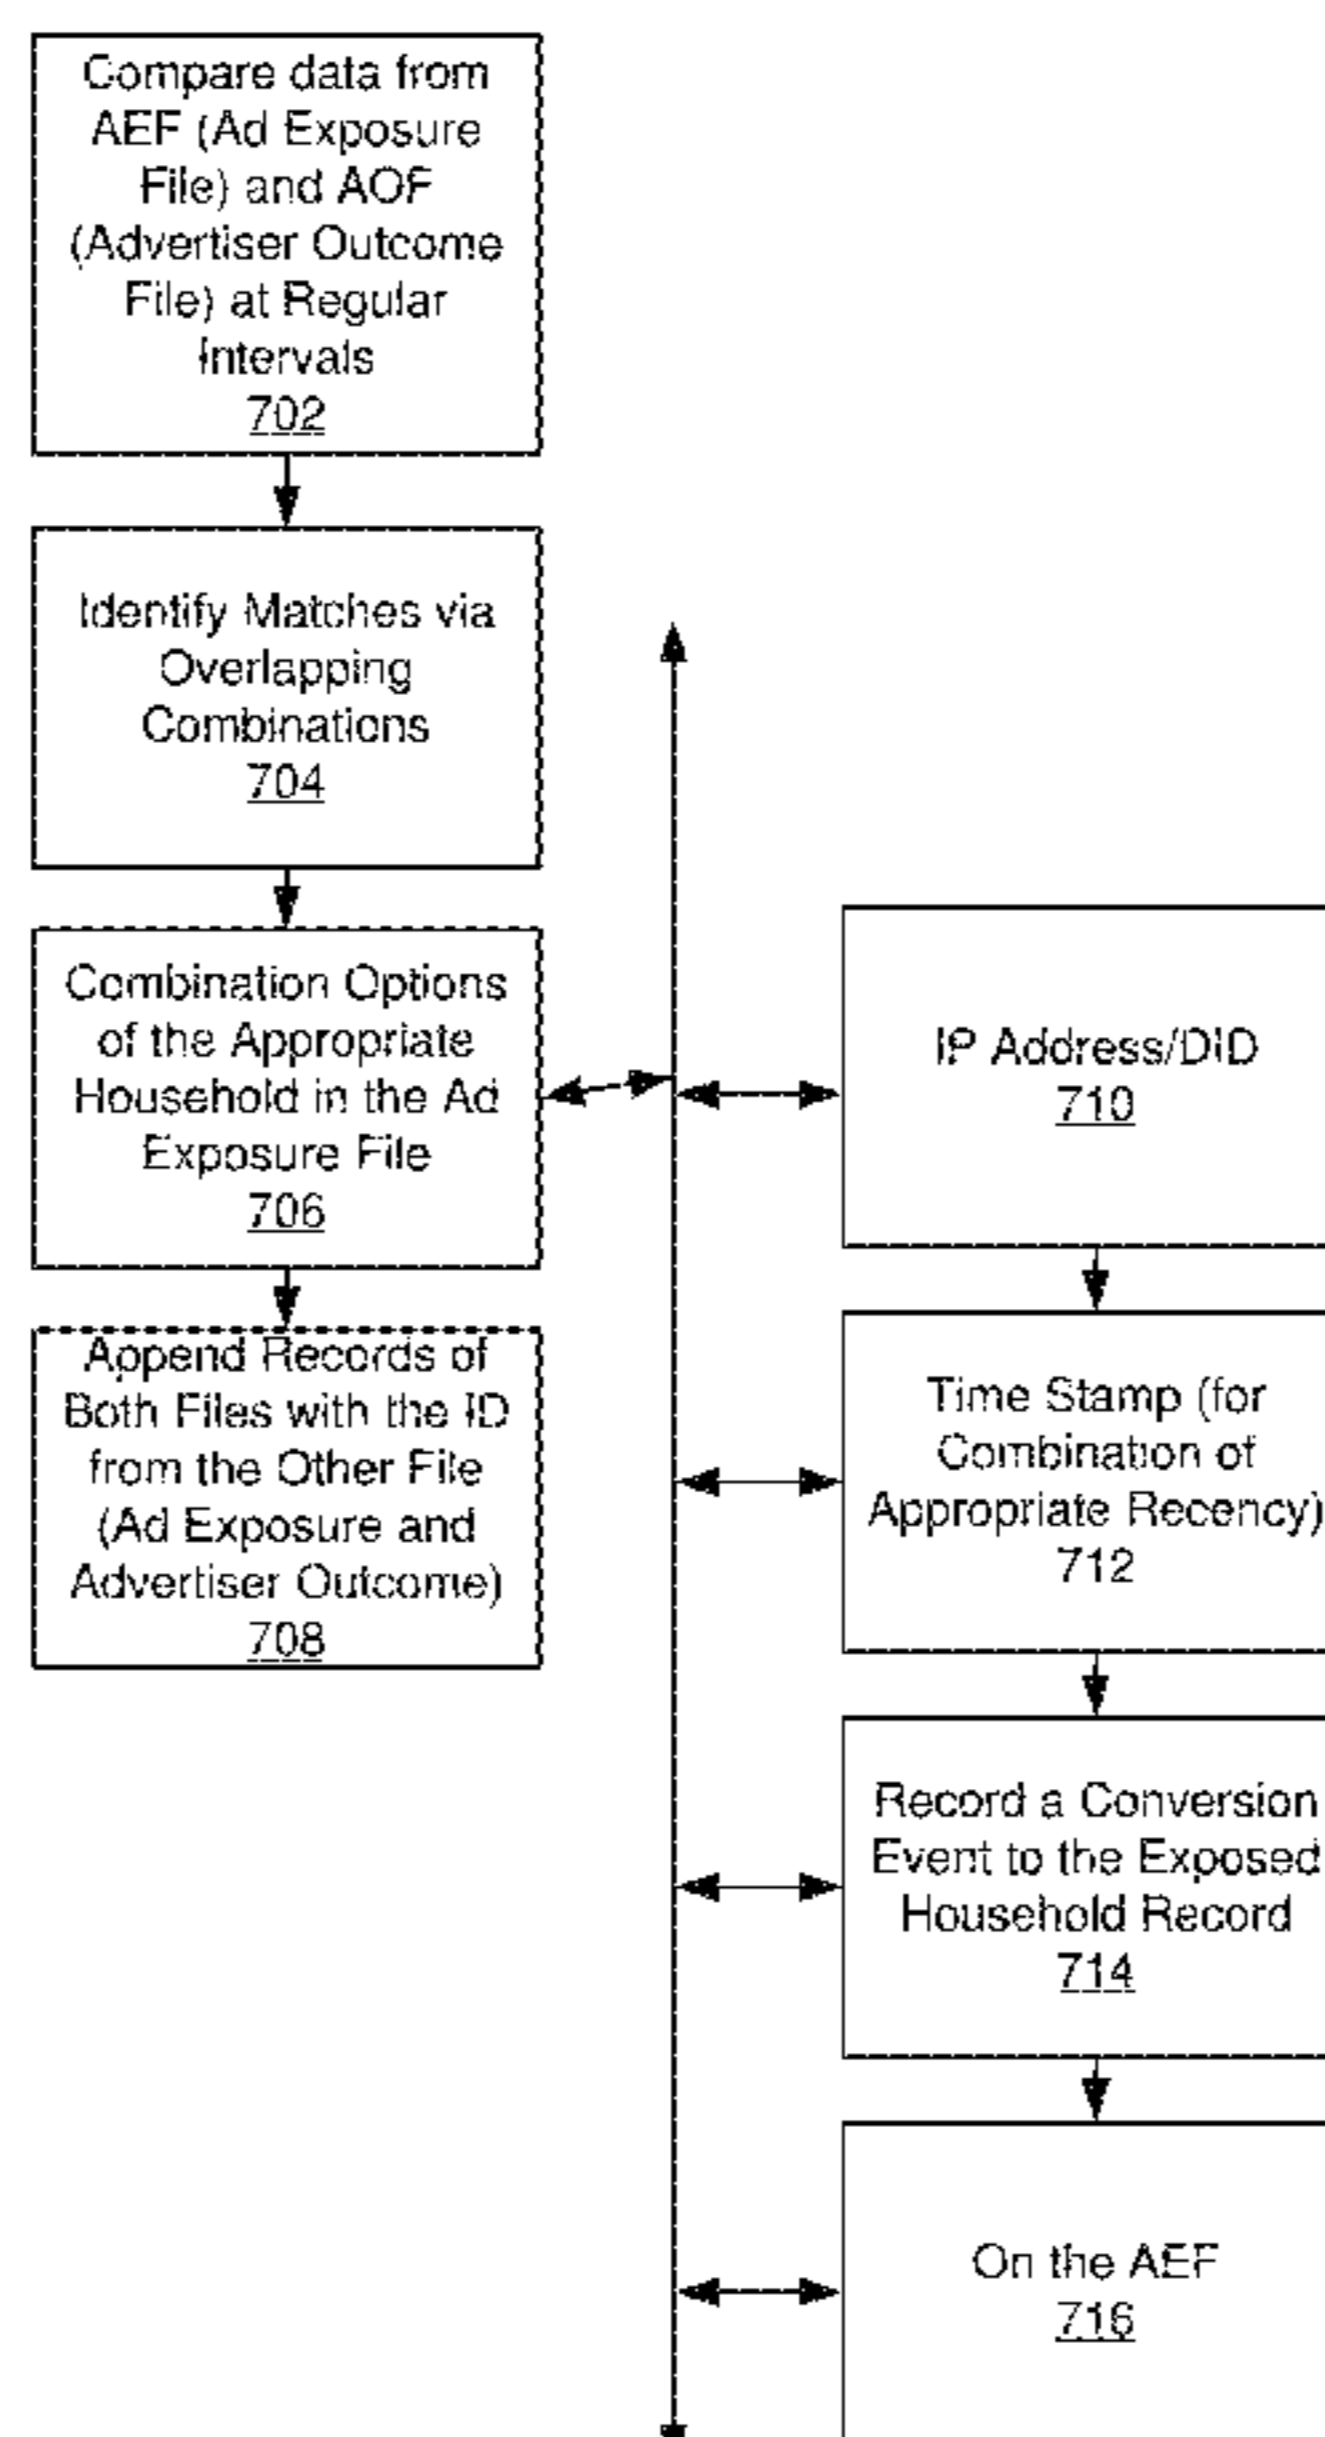 Compare data from
AEF (Ad Exposure
File) and AOF
(Advertiser Outcome
File) at Regular
Intervals
702
Identify Matches via
Overlapping
Combinations
704
Combination Options
of the Appropriate
Household in the Ad
Exposure File
706
Append Records of
Both Files with the ID
from the Other File
(Ad Exposure and
Advertiser Outcome)
708
IP Address/DID
710
Time Stamp (for
Combination of
Appropriate Recency)
712
Record a Conversion
Event to the Exposed
Household Record
714
On the AEF
716